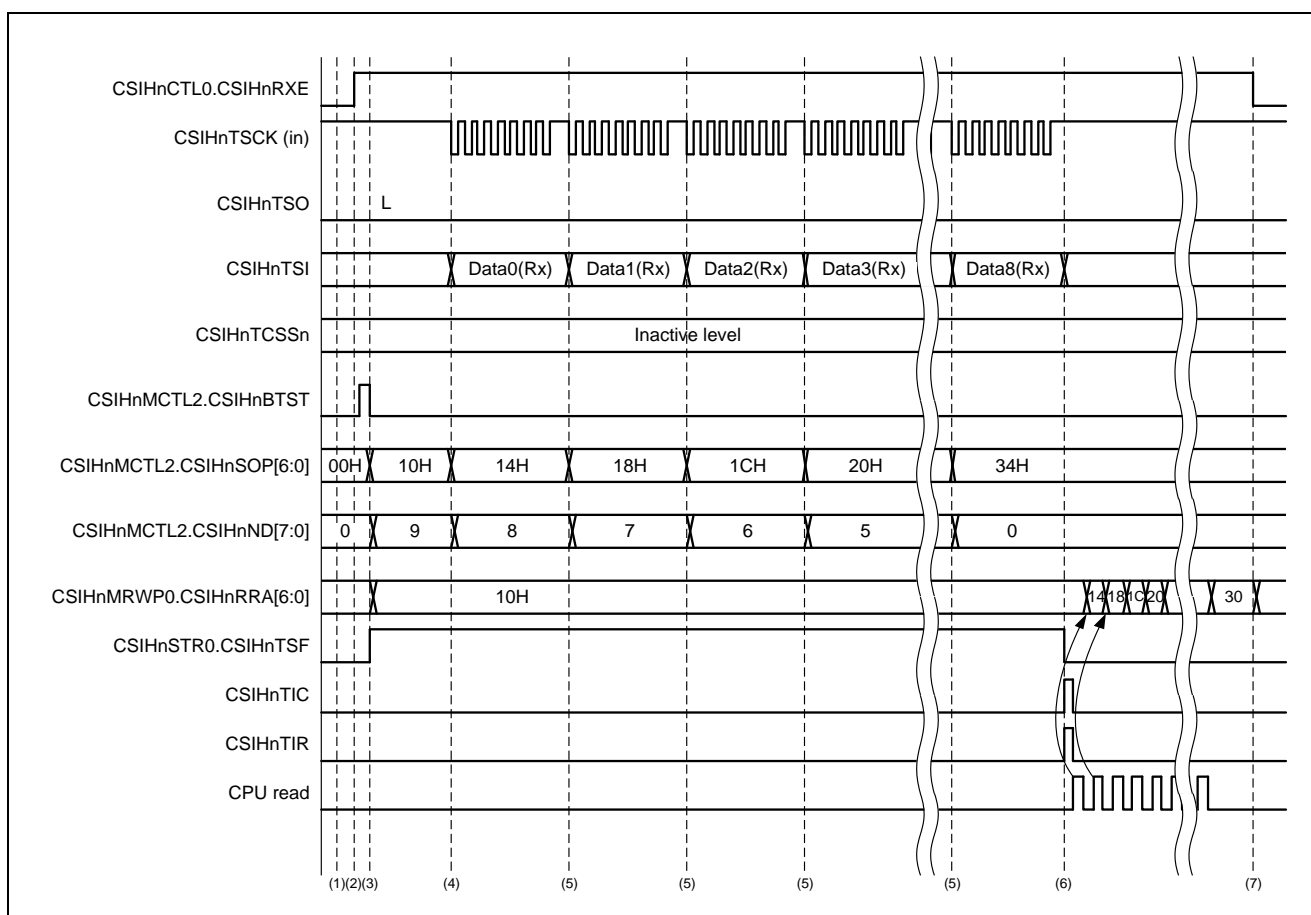 CSIHnCTL0.CSIHnRXE
CSIHnTSCK (in)
CSIHnTSO L
CSIHnTSI Data0(Rx) Data1(Rx) Data2(Rx) Data3(Rx) Data8(Rx)
CSIHnTCSSn Inactive level
CSIHnMCTL2.CSIHnBTST
CSIHnMCTL2.CSIHnSOP[6:0] 00H 10H 14H 18H 1CH 20H 34H
CSIHnMCTL2.CSIHnND[7:0] 0 9 8 7 6 5 0
CSIHnMRWP0.CSIHnRRA[6:0] 10H 14 18 1C 20 30
CSIHnSTR0.CSIHnTSF
CSIHnTIC
CSIHnTIR
CPU read
(1) (2) (3) (4) (5) (5) (5) (5) (6) (7)